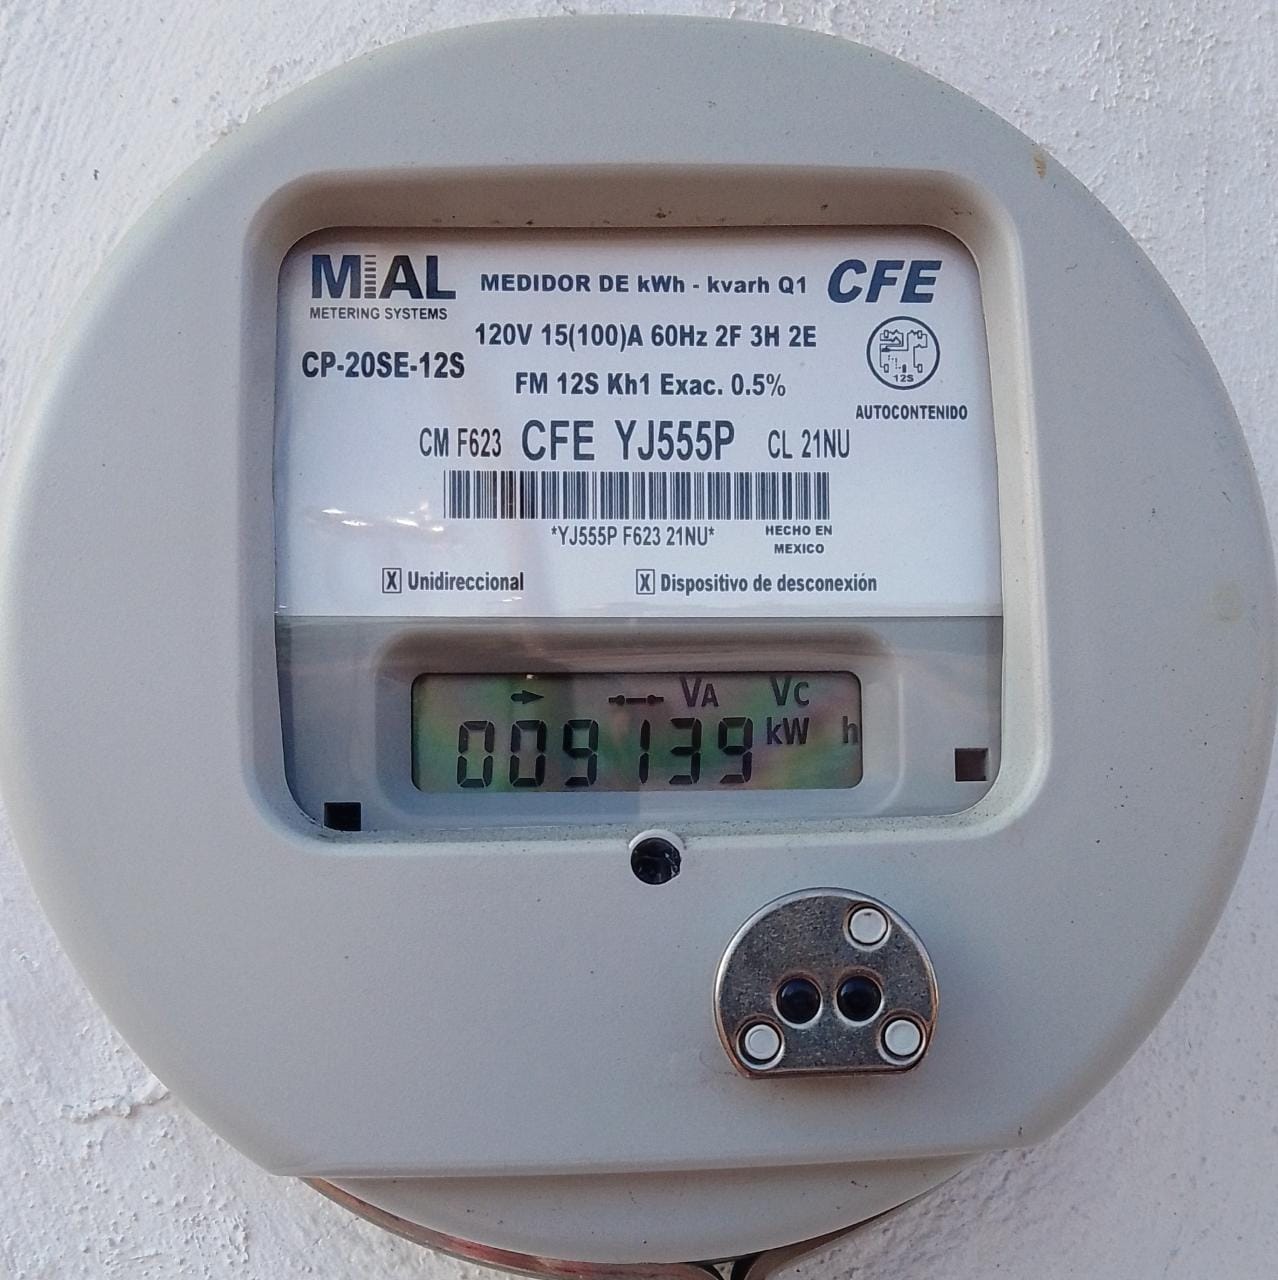 MIAL
METERING SYSTEMS
MEDIDOR DE kWh - kvarh Q1
CFE
120V 15(100)A 60Hz 2F 3H 2E
CP-20SE-12S
FM 12S Kh1 Exac. 0.5%
12S
AUTOCONTENIDO
CM F623 CFE YJ555P CL 21NU
*YJ555P F623 21NU*
HECHO EN
MEXICO
X Unidireccional
X Dispositivo de desconexión
VA VC
009139 kW h